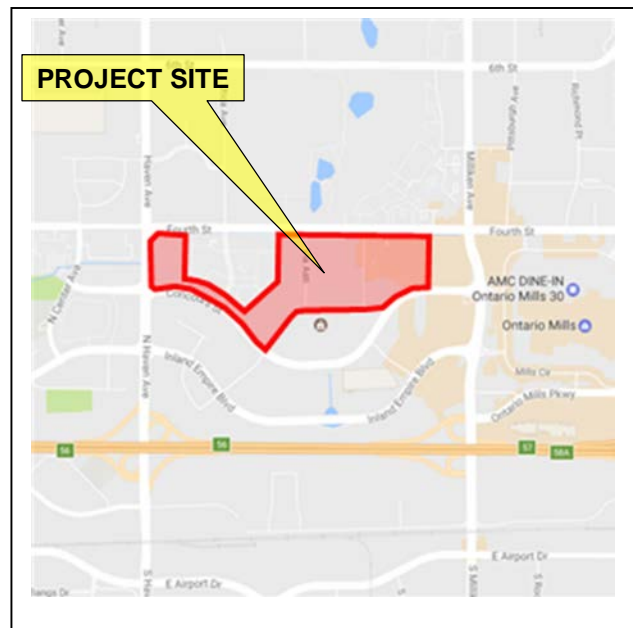 6th St
6th St
PROJECT SITE
Pittsburgh Ave
Richmond Pl
Haven Ave
Milliken Ave
Fourth St
Fourth St
N Center Ave
Concours St
AMC DINE-IN
Ontario Mills 30
Ontario Mills
N Haven Ave
Inland Empire Blvd
Inland Empire Blvd
Mills Cir
Ontario Mills Pkwy
56
56
57
58A
E Airport Dr
E Airport Dr